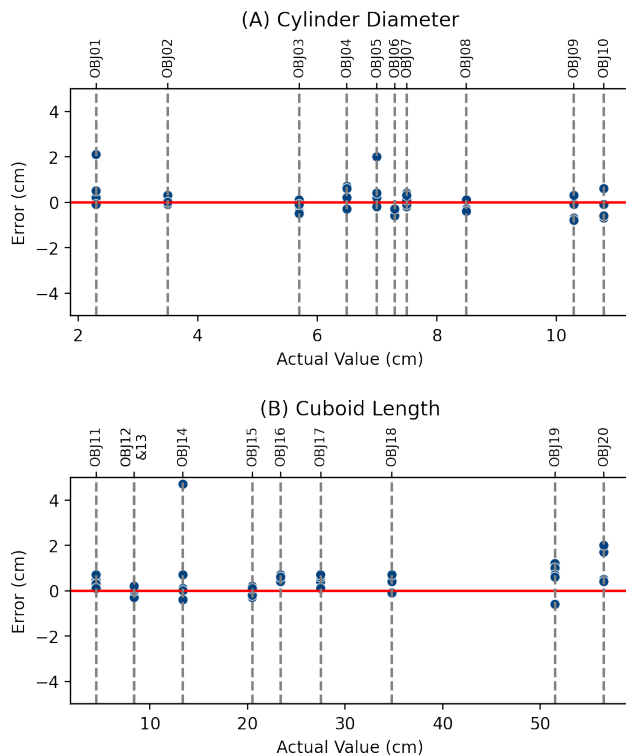 (A) Cylinder Diameter
OBJ01
OBJ02
OBJ03
OBJ04
OBJ05
OBJ06
OBJ07
OBJ08
OBJ09
OBJ10
4
2
0
−2
−4
Error (cm)
2
4
6
8
10
Actual Value (cm)
(B) Cuboid Length
OBJ11
OBJ12
&13
OBJ14
OBJ15
OBJ16
OBJ17
OBJ18
OBJ19
OBJ20
4
2
0
−2
−4
Error (cm)
10
20
30
40
50
Actual Value (cm)